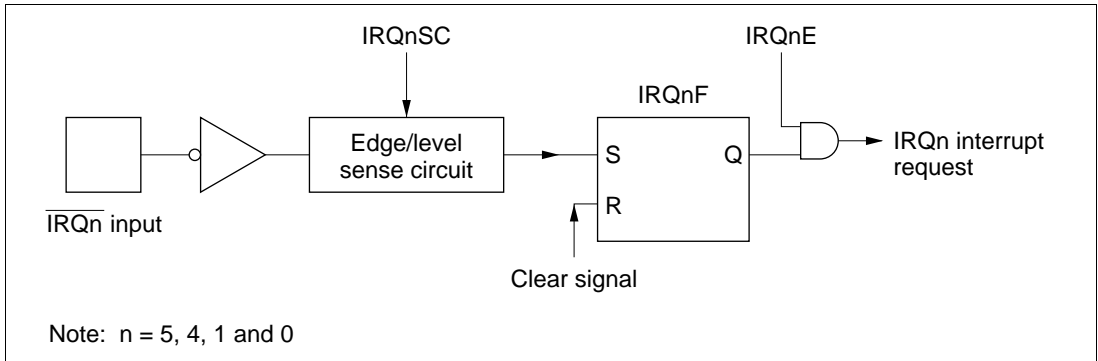 IRQnSC
IRQnE
IRQnF
Edge/level
sense circuit
S
Q
R
IRQn interrupt
request
IRQn input
Clear signal
Note: n = 5, 4, 1 and 0